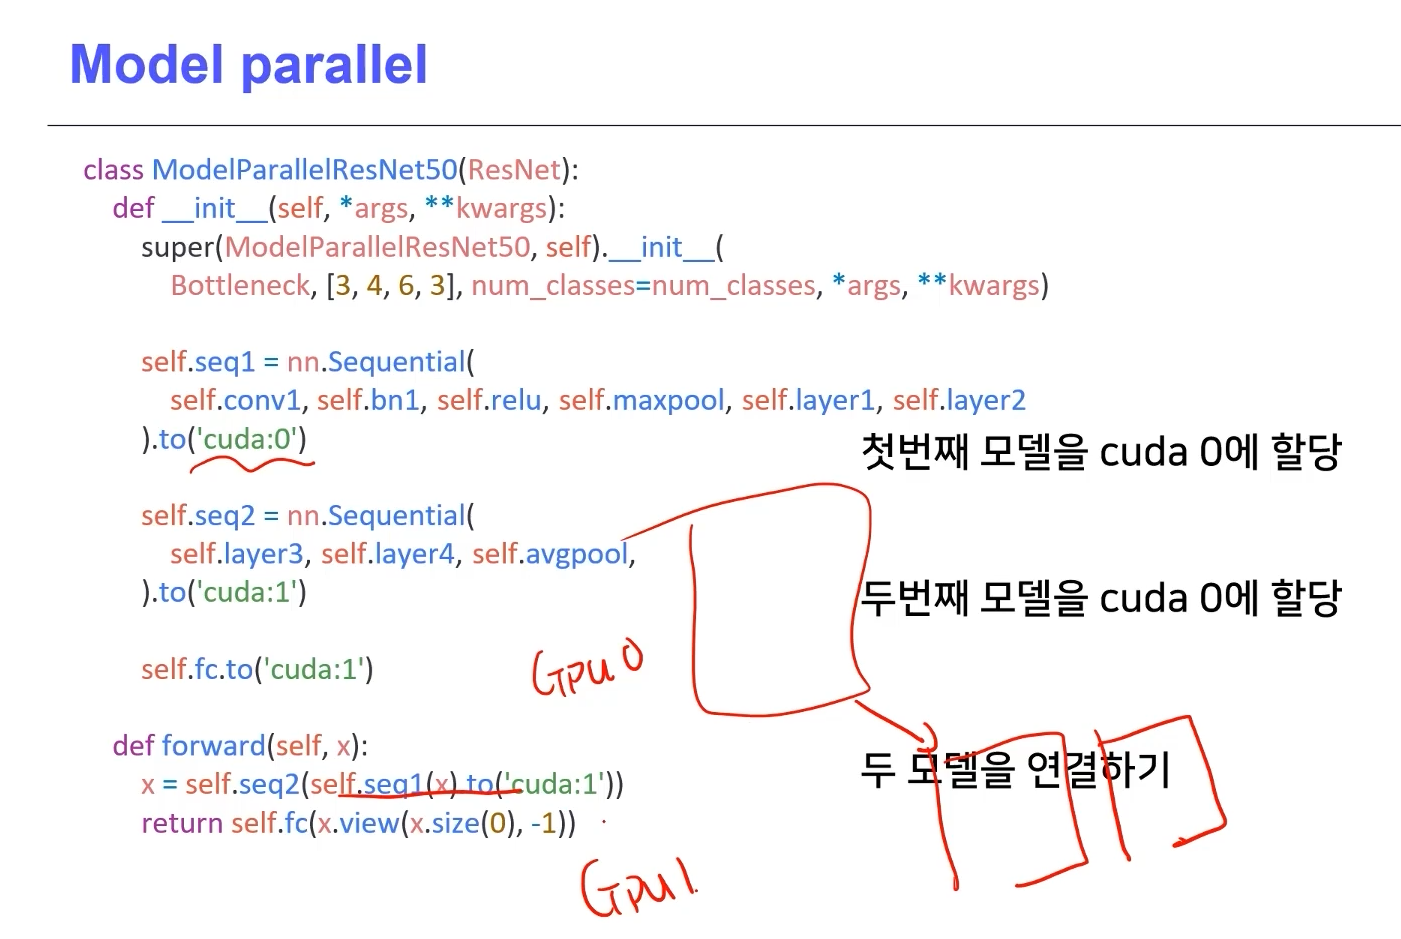 Model parallel
class ModelParallelResNet50(ResNet):
def __init__(self, *args, **kwargs):
super(ModelParallelResNet50, self).__init__(
Bottleneck, [3, 4, 6, 3], num_classes=num_classes, *args, **kwargs)
self.seq1 = nn.Sequential(
self.conv1, self.bn1, self.relu, self.maxpool, self.layer1, self.layer2
).to('cuda:0')
첫번째 모델을 cuda 0에 할당
self.seq2 = nn.Sequential(
self.layer3, self.layer4, self.avgpool,
).to('cuda:1')
두번째 모델을 cuda 0에 할당
self.fc.to('cuda:1')
GPU 0
def forward(self, x):
x = self.seq2(self.seq1(x).to('cuda:1'))
return self.fc(x.view(x.size(0), -1))
두 모델을 연결하기
GPU 1